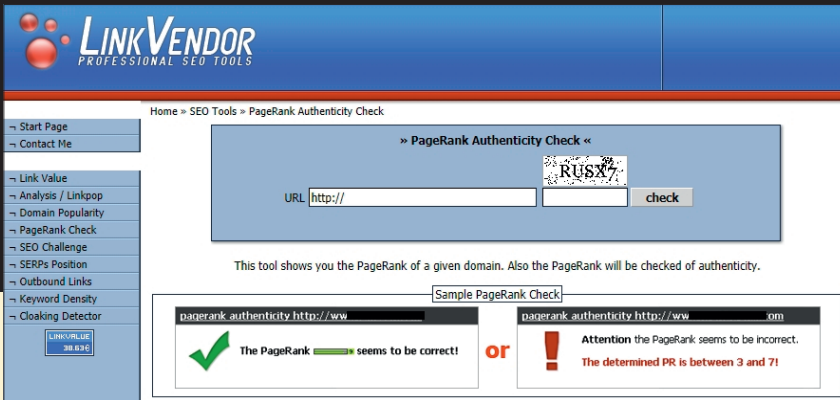 LINKVENDOR
PROFESSIONAL SEO TOOLS
Home » SEO Tools » PageRank Authenticity Check
¬ Start Page
¬ Contact Me
¬ Link Value
¬ Analysis / Linkpop
¬ Domain Popularity
¬ PageRank Check
¬ SEO Challenge
¬ SERPs Position
¬ Outbound Links
¬ Keyword Density
¬ Cloaking Detector
LINKVALUE
38.63€
» PageRank Authenticity Check «
RUSX7
URL http:// check
This tool shows you the PageRank of a given domain. Also the PageRank will be checked of authenticity.
Sample PageRank Check
pagerank authenticity http://ww
The PageRank seems to be correct!
or
pagerank authenticity http://ww om
Attention the PageRank seems to be incorrect.
The determined PR is between 3 and 7!